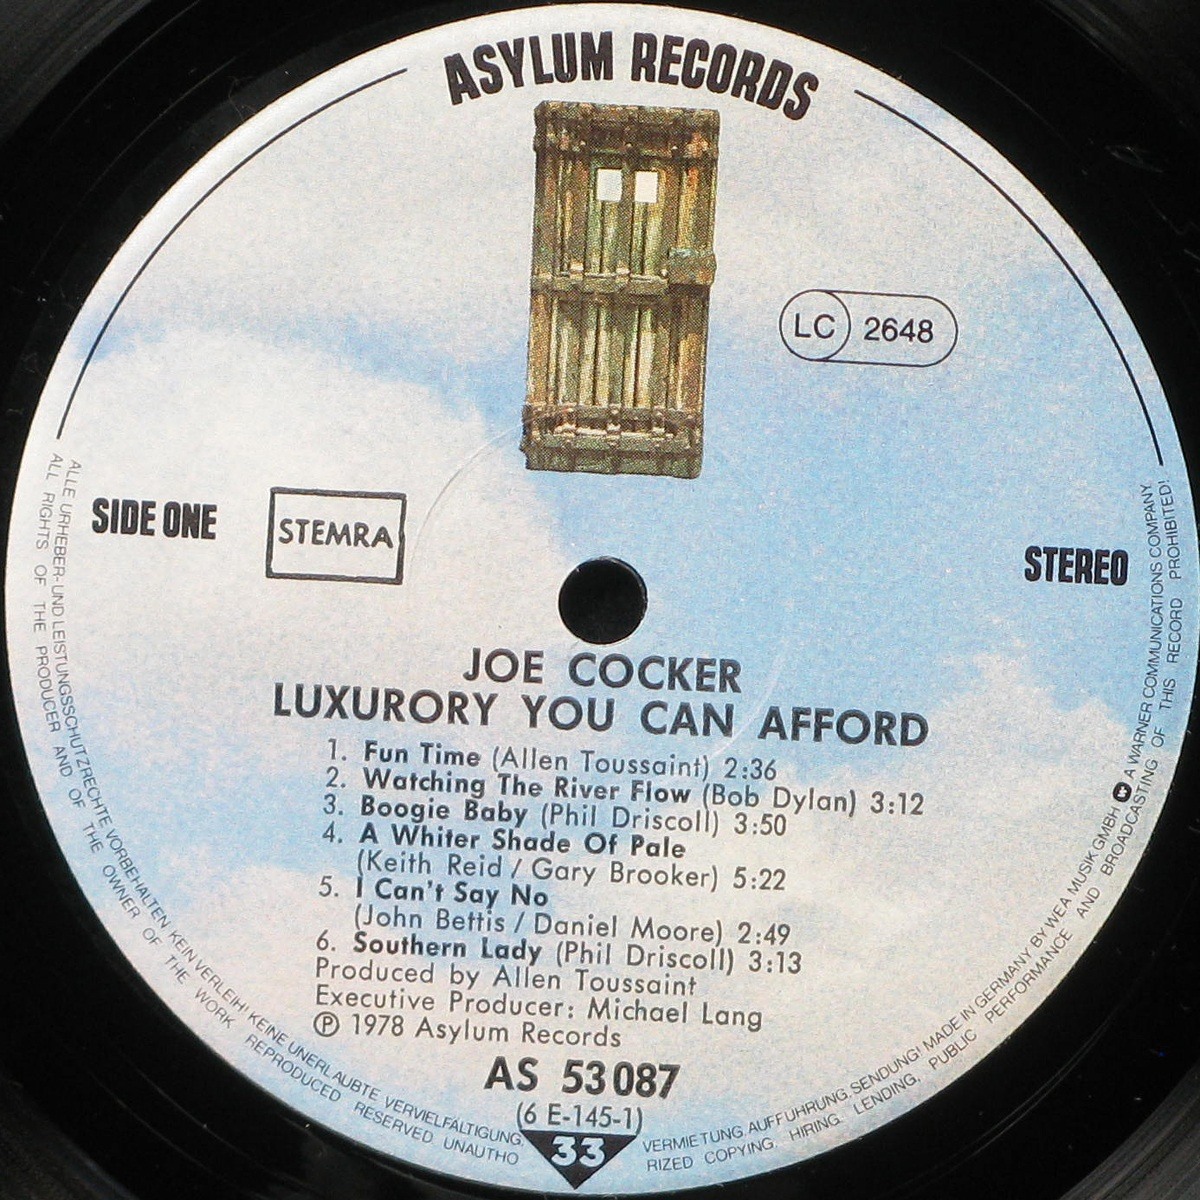 ASYLUM RECORDS
LC 2648
SIDE ONE
STEMRA
STEREO
JOE COCKER
LUXURORY YOU CAN AFFORD
1. Fun Time (Allen Toussaint) 2:36
2. Watching The River Flow (Bob Dylan) 3:12
3. Boogie Baby (Phil Driscoll) 3:50
4. A Whiter Shade Of Pale
(Keith Reid / Gary Brooker) 5:22
5. I Can't Say No
(John Bettis / Daniel Moore) 2:49
6. Southern Lady (Phil Driscoll) 3:13
Produced by Allen Toussaint
Executive Producer: Michael Lang
℗ 1978 Asylum Records
AS 53 087
(6 E-145-1)
33
ALLE URHEBER- UND LEISTUNGSSCHUTZRECHTE VORBEHALTEN KEIN VERLEIH! KEINE UNERLAUBTE VERVIELFÄLTIGUNG, VERMIETUNG, AUFFÜHRUNG, SENDUNG! MADE IN GERMANY, BY WEA MUSIK GMBH W A WARNER COMMUNICATIONS COMPANY.
ALL RIGHTS OF THE PRODUCER AND OF THE OWNER OF THE WORK REPRODUCED RESERVED UNAUTHORIZED COPYING, HIRING, LENDING, PUBLIC PERFORMANCE AND BROADCASTING OF THIS RECORD PROHIBITED!